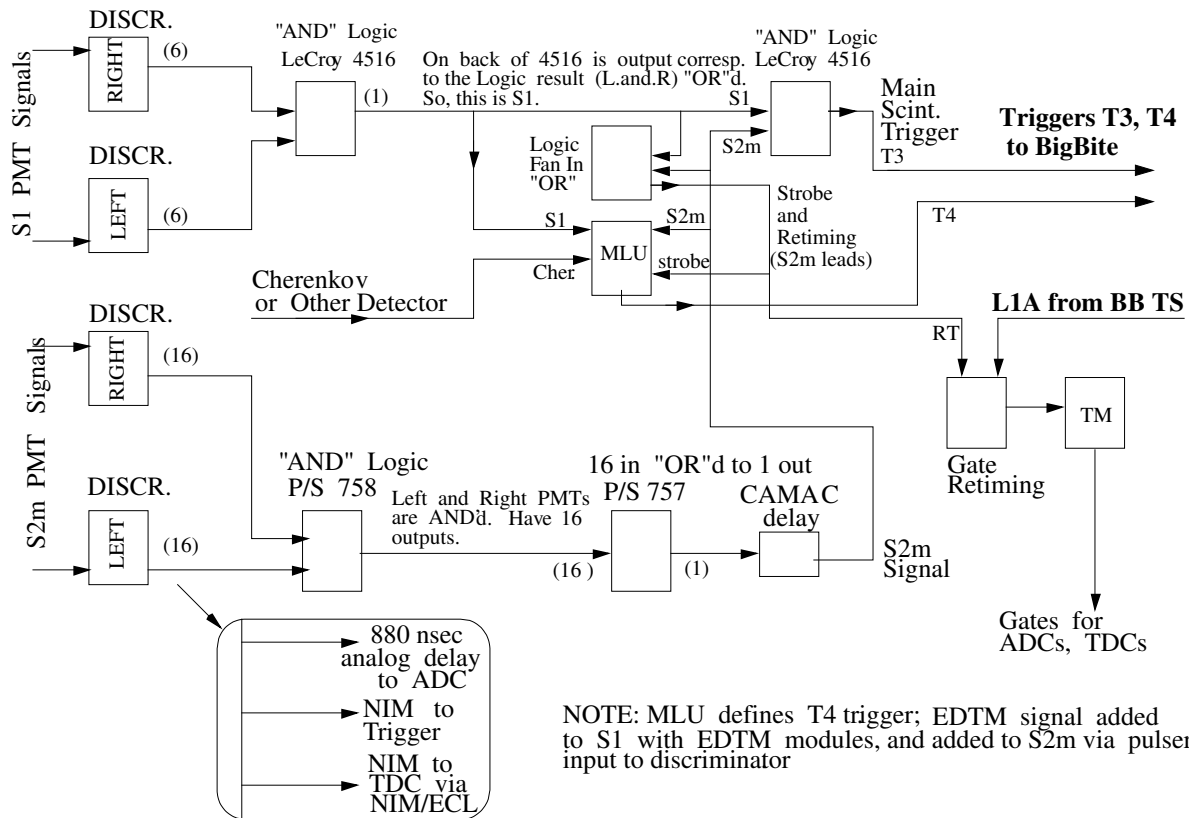 DISCR.
(6)
RIGHT
S1 PMT Signals
DISCR.
LEFT
(6)
"AND" Logic
LeCroy 4516
(1)
On back of 4516 is output corresp.
to the Logic result (L.and.R) "OR"d.
So, this is S1.
"AND" Logic
LeCroy 4516
S1
S2m
Main
Scint.
Trigger
T3
Triggers T3, T4
to BigBite
Logic
Fan In
"OR"
S1
S2m
MLU
Cher.
strobe
Strobe
and
Retiming
(S2m leads)
T4
Cherenkov
or Other Detector
L1A from BB TS
RT
DISCR.
RIGHT
(16)
S2m PMT Signals
DISCR.
LEFT
(16)
TM
Gate
Retiming
"AND" Logic
P/S 758
Left and Right PMTs
are AND'd. Have 16
outputs.
(16 )
16 in "OR"d to 1 out
P/S 757
(1)
CAMAC
delay
S2m
Signal
Gates for
ADCs, TDCs
880 nsec
analog delay
to ADC
NIM to
Trigger
NIM to
TDC via
NIM/ECL
NOTE: MLU defines T4 trigger; EDTM signal added
to S1 with EDTM modules, and added to S2m via pulser
input to discriminator